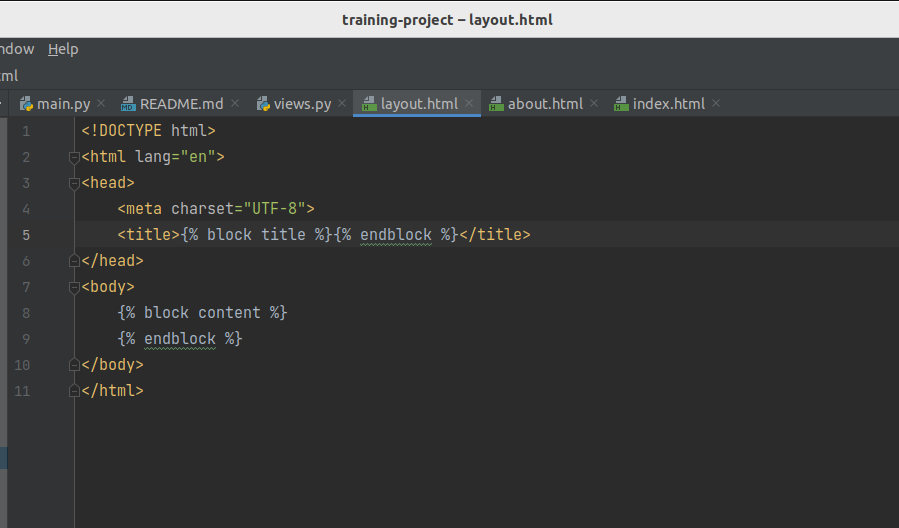 training-project – layout.html
ndow Help
ml
main.py README.md views.py layout.html about.html index.html
1 <!DOCTYPE html>
2 <html lang="en">
3 <head>
4 <meta charset="UTF-8">
5 <title>{% block title %}{% endblock %}</title>
6 </head>
7 <body>
8 {% block content %}
9 {% endblock %}
10 </body>
11 </html>